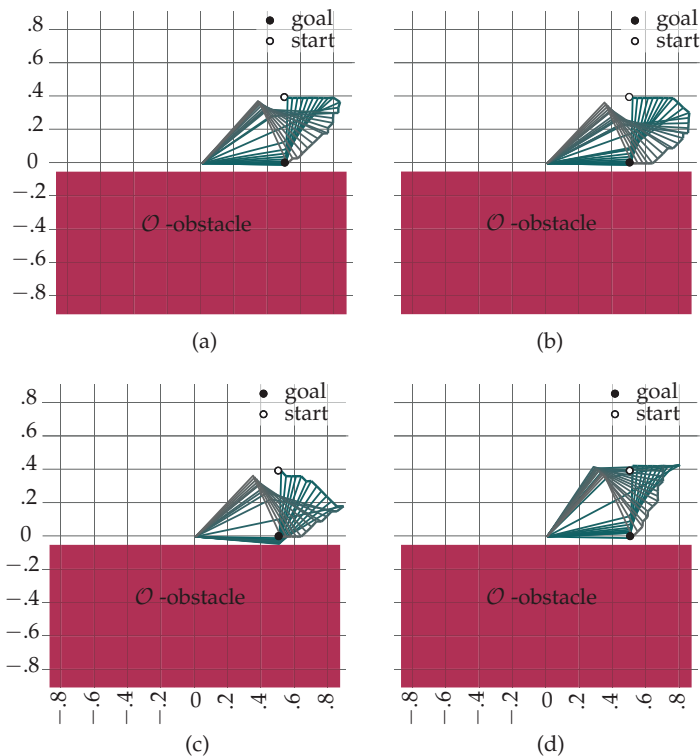 .8
goal
start
.6
.4
.2
0
−.2
−.4
𝒪 -obstacle
−.6
−.8
(a)
goal
start
𝒪 -obstacle
(b)
.8
goal
start
.6
.4
.2
0
−.2
−.4
𝒪 -obstacle
−.6
−.8
−.8 −.6 −.4 −.2 0 .2 .4 .6 .8
(c)
goal
start
𝒪 -obstacle
−.8 −.6 −.4 −.2 0 .2 .4 .6 .8
(d)